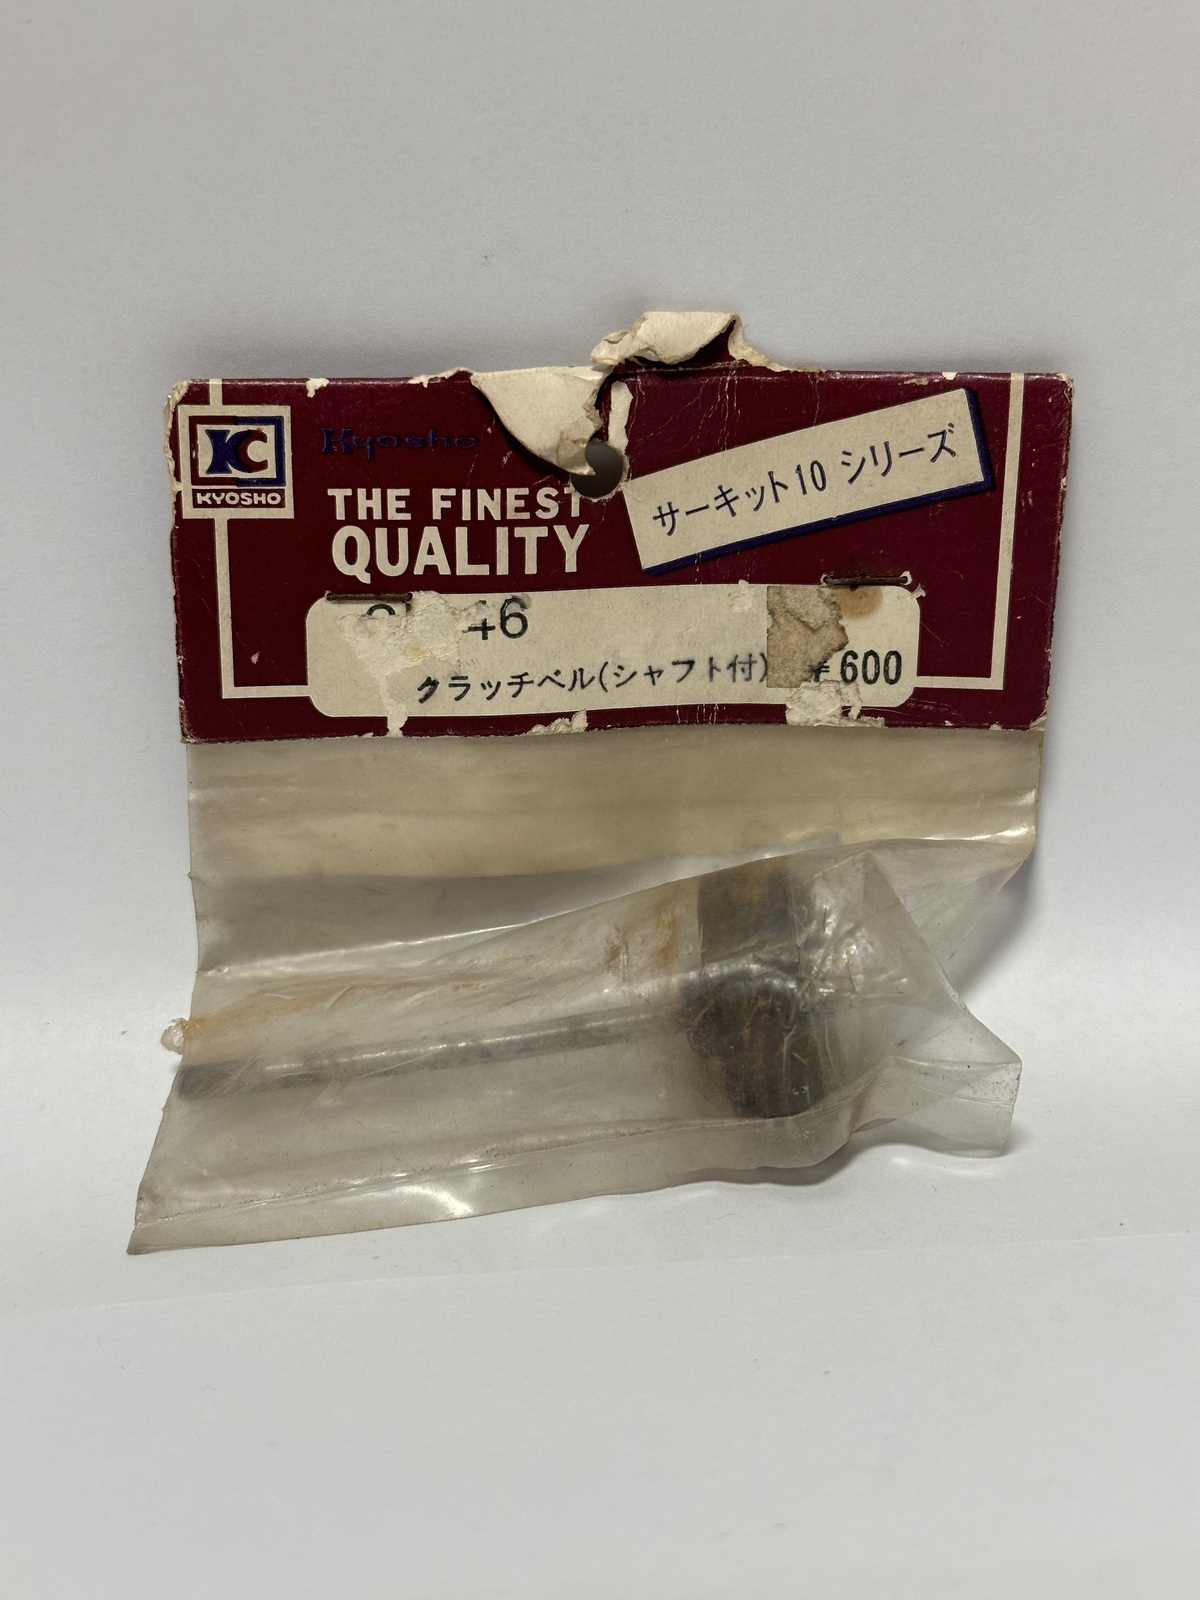 KYOSHO
Kyosho
THE FINEST
QUALITY
サーキット10 シリーズ
46
クラッチベル(シャフト付)
¥600